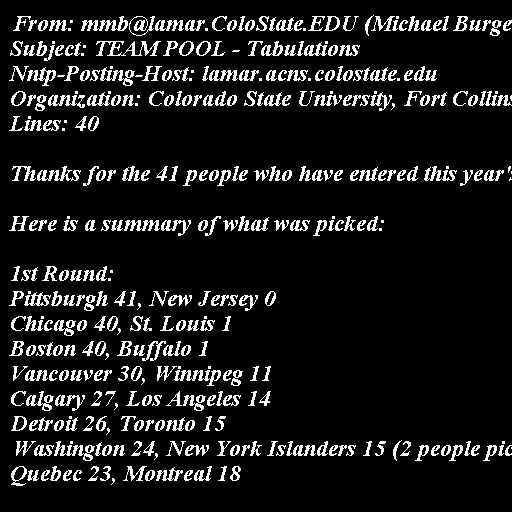 From: mmb@lamar.ColoState.EDU (Michael Burge
Subject: TEAM POOL - Tabulations
Nntp-Posting-Host: lamar.acns.colostate.edu
Organization: Colorado State University, Fort Collins
Lines: 40
Thanks for the 41 people who have entered this year's
Here is a summary of what was picked:
1st Round:
Pittsburgh 41, New Jersey 0
Chicago 40, St. Louis 1
Boston 40, Buffalo 1
Vancouver 30, Winnipeg 11
Calgary 27, Los Angeles 14
Detroit 26, Toronto 15
Washington 24, New York Islanders 15 (2 people pic
Quebec 23, Montreal 18